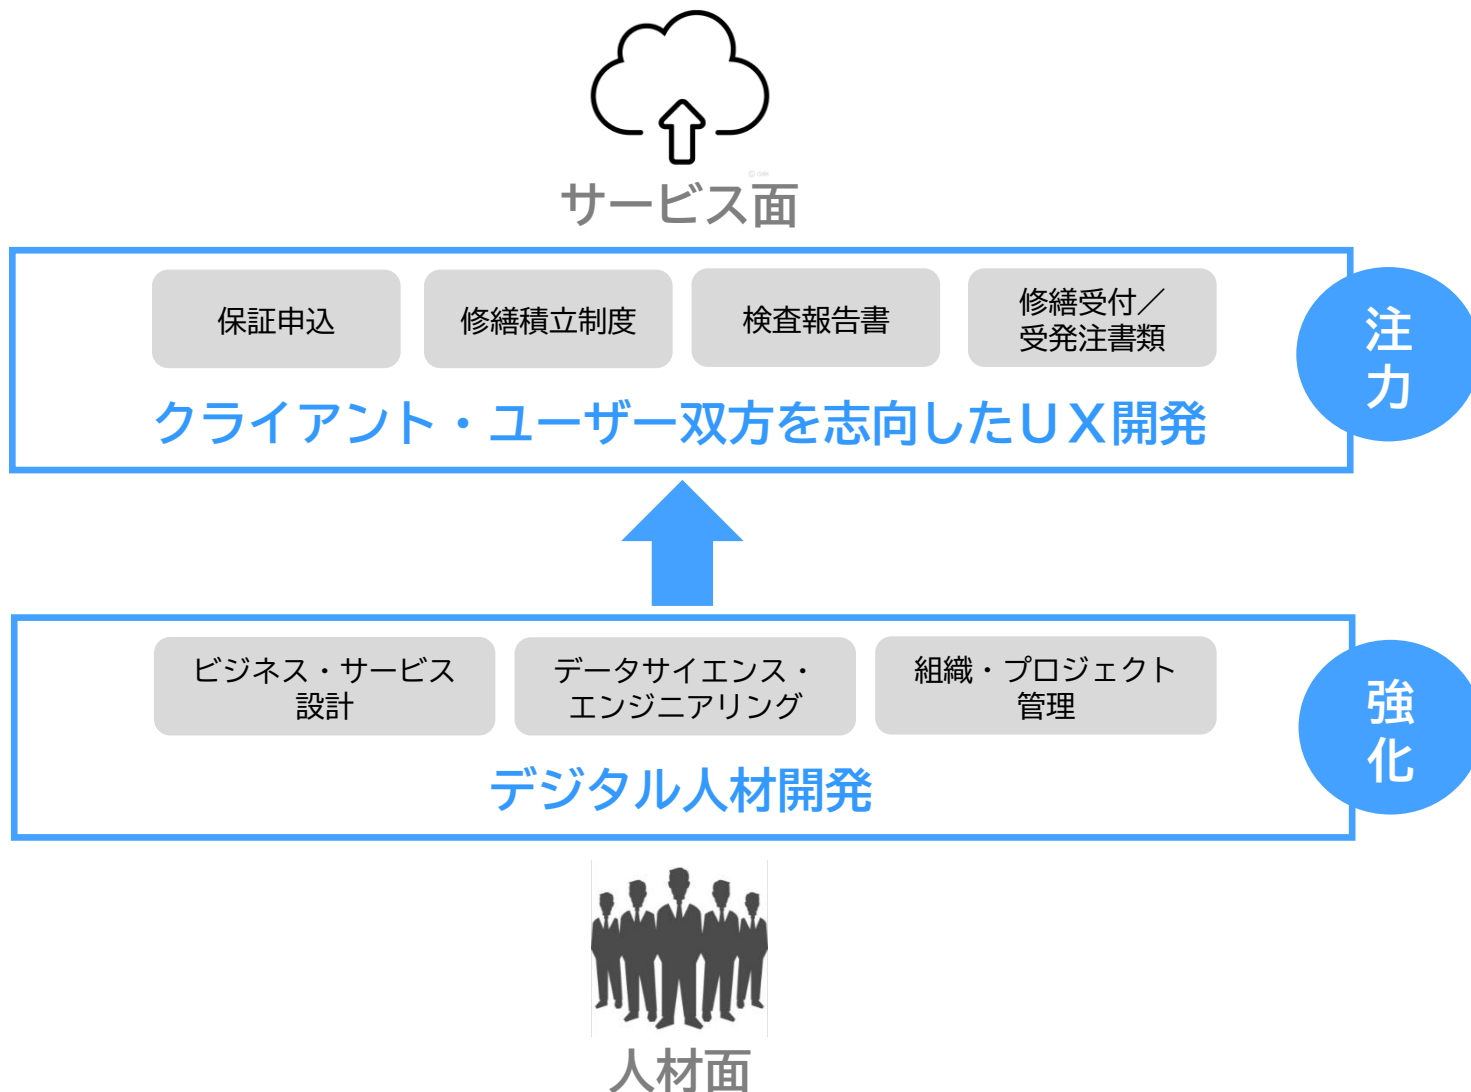 サービス面
保証申込
修繕積立制度
検査報告書
修繕受付／
受発注書類
クライアント・ユーザー双方を志向したＵＸ開発
注
力
ビジネス・サービス
設計
データサイエンス・
エンジニアリング
組織・プロジェクト
管理
デジタル人材開発
強
化
人材面